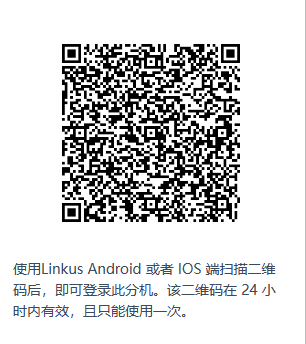 使用Linkus Android 或者 IOS 端扫描二维
码后，即可登录此分机。该二维码在 24 小
时内有效，且只能使用一次。